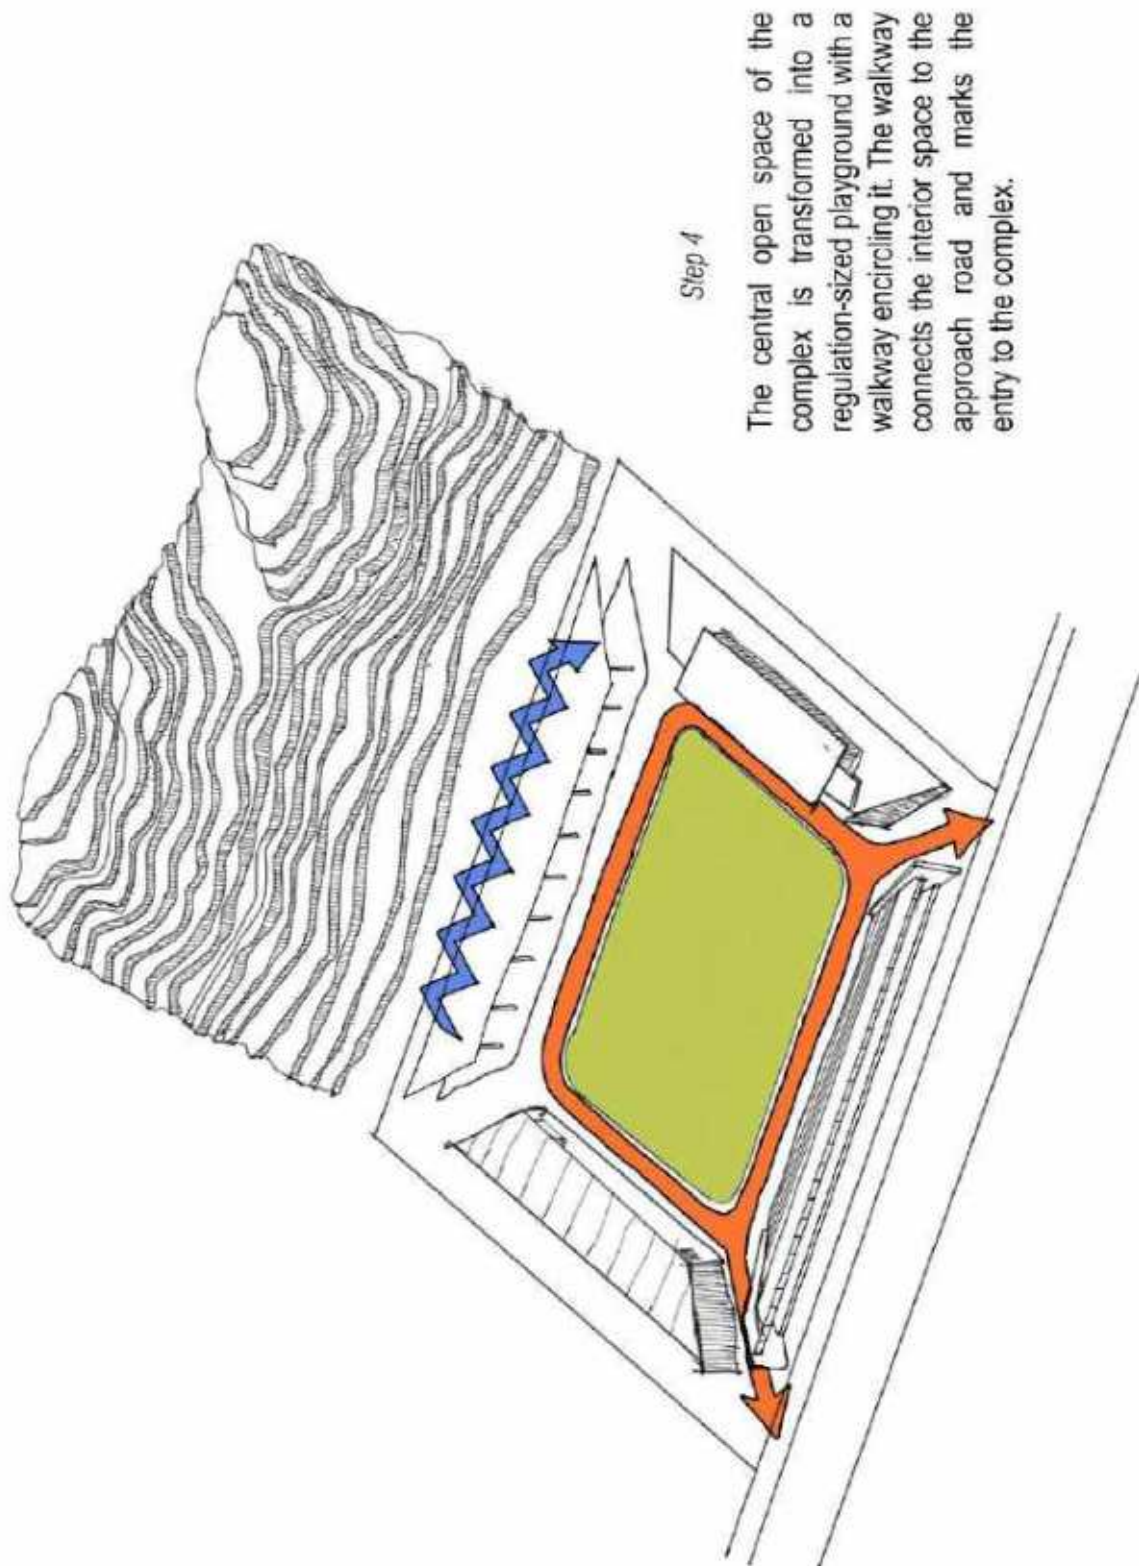 Step 4
The central open space of the
complex is transformed into a
regulation-sized playground with a
walkway encircling it. The walkway
connects the interior space to the
approach road and marks the
entry to the complex.